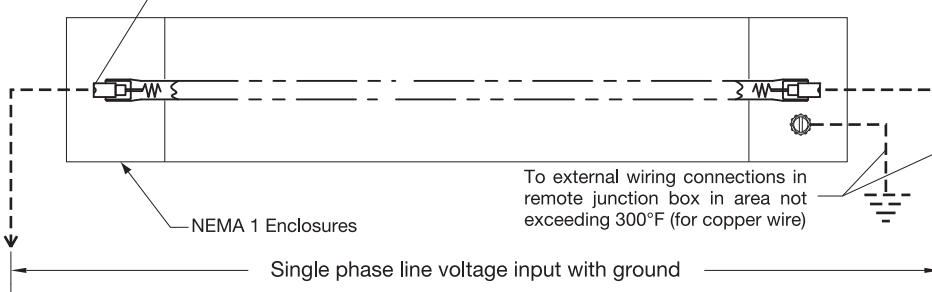 To external wiring connections in
remote junction box in area not
exceeding 300°F (for copper wire)
NEMA 1 Enclosures
Single phase line voltage input with ground